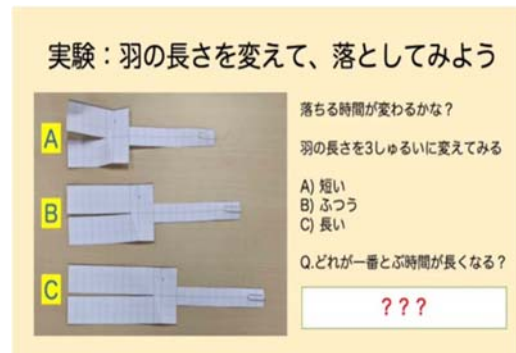 実験：羽の長さを変えて、落としてみよう
A
B
C
落ちる時間が変わるかな？
羽の長さを3しゅるいに変えてみる
A) 短い
B) ふつう
C) 長い
Q.どれが一番とぶ時間が長くなる？
？？？